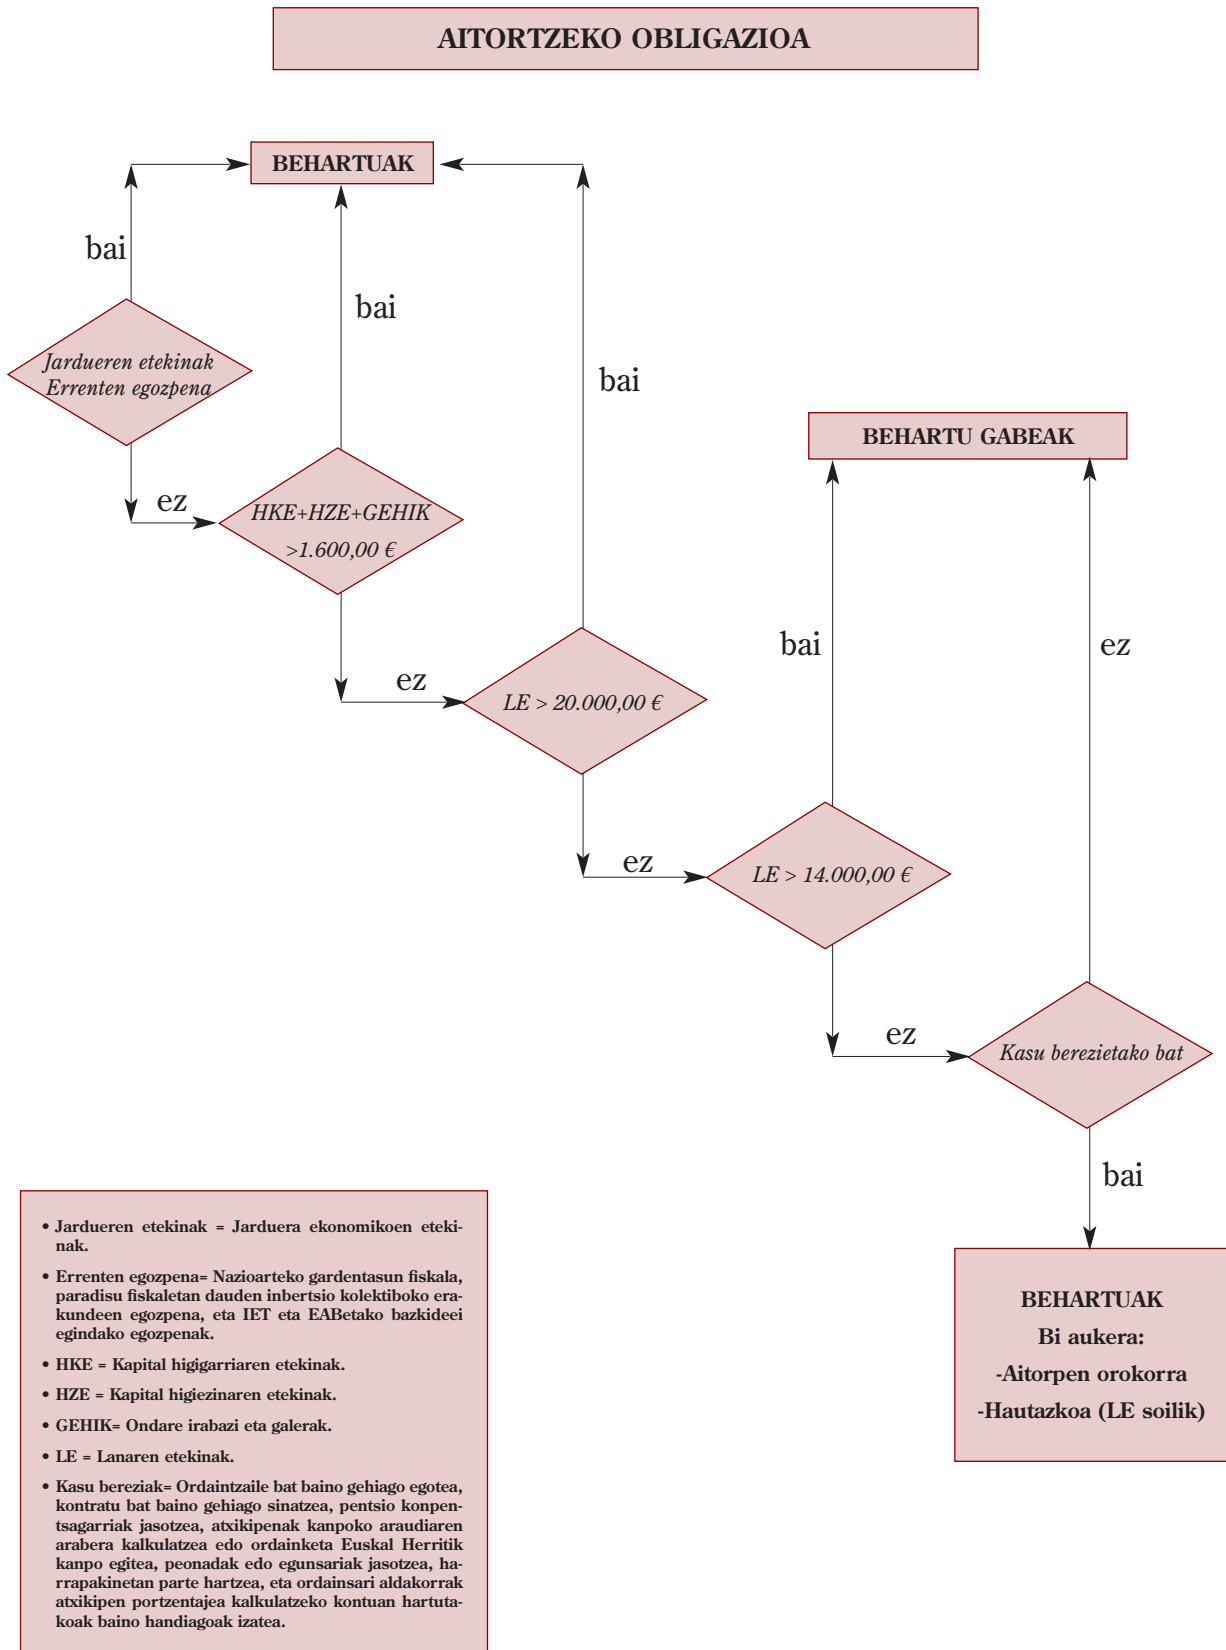 AITORTZEKO OBLIGAZIOA
BEHARTUAK
bai
bai
bai
Jardueren etekinak
Errenten egozpena
BEHARTU GABEAK
ez
HKE+HZE+GEHIK
>1.600,00 €
bai
ez
ez
LE > 20.000,00 €
ez
LE > 14.000,00 €
ez
Kasu berezietako bat
bai
• Jardueren etekinak = Jarduera ekonomikoen eteki-
nak.
• Errenten egozpena= Nazioarteko gardentasun fiskala,
paradisu fiskaletan dauden inbertsio kolektiboko era-
kundeen egozpena, eta IET eta EABetako bazkideei
egindako egozpenak.
• HKE = Kapital higigarriaren etekinak.
• HZE = Kapital higiezinaren etekinak.
• GEHIK= Ondare irabazi eta galerak.
• LE = Lanaren etekinak.
• Kasu bereziak= Ordaintzaile bat baino gehiago egotea,
kontratu bat baino gehiago sinatzea, pentsio konpen-
tsagarriak jasotzea, atxikipenak kanpoko araudiaren
arabera kalkulatzea edo ordainketa Euskal Herritik
kanpo egitea, peonadak edo egunsariak jasotzea, ha-
rrapakinetan parte hartzea, eta ordainsari aldakorrak
atxikipen portzentajea kalkulatzeko kontuan hartuta-
koak baino handiagoak izatea.
BEHARTUAK
Bi aukera:
-Aitorpen orokorra
-Hautazkoa (LE soilik)